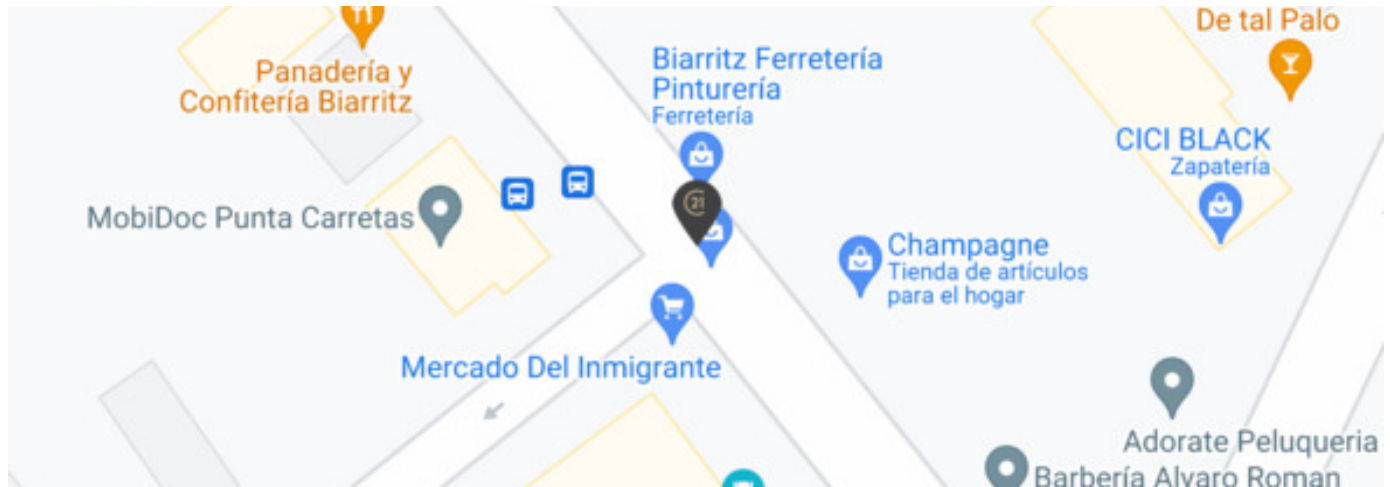 De tal Palo
Panadería y
Confitería Biarritz
Biarritz Ferretería
Pinturería
Ferretería
CICI BLACK
Zapatería
21
MobiDoc Punta Carretas
Champagne
Tienda de artículos
para el hogar
Mercado Del Inmigrante
Adorate Peluqueria
Barbería Alvaro Roman